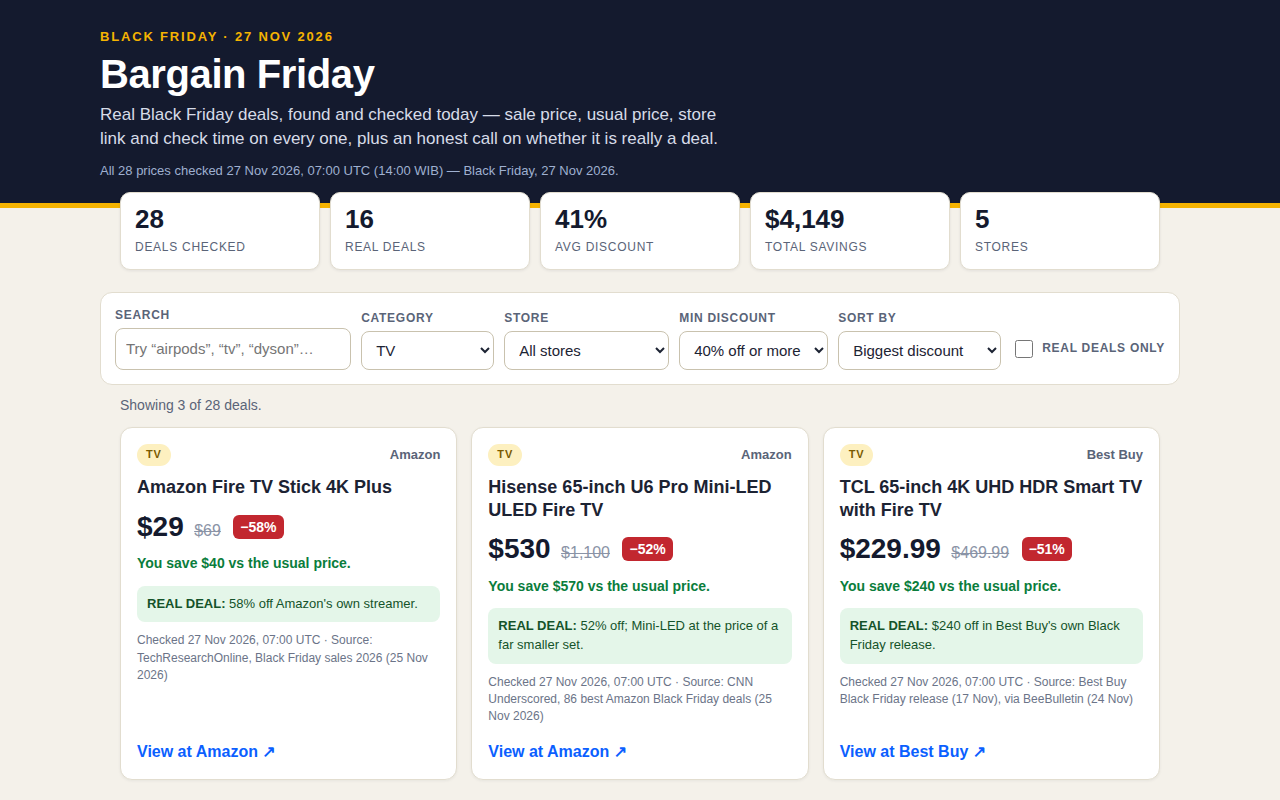 BLACK FRIDAY · 27 NOV 2026
Bargain Friday
Real Black Friday deals, found and checked today — sale price, usual price, store
link and check time on every one, plus an honest call on whether it is really a deal.
All 28 prices checked 27 Nov 2026, 07:00 UTC (14:00 WIB) — Black Friday, 27 Nov 2026.
28
DEALS CHECKED
16
REAL DEALS
41%
AVG DISCOUNT
$4,149
TOTAL SAVINGS
5
STORES
SEARCH
Try “airpods”, “tv”, “dyson”…
CATEGORY
TV
STORE
All stores
MIN DISCOUNT
40% off or more
SORT BY
Biggest discount
REAL DEALS ONLY
Showing 3 of 28 deals.
TV
Amazon
Amazon Fire TV Stick 4K Plus
$29 $69 −58%
You save $40 vs the usual price.
REAL DEAL: 58% off Amazon's own streamer.
Checked 27 Nov 2026, 07:00 UTC · Source:
TechResearchOnline, Black Friday sales 2026 (25 Nov
2026)
View at Amazon ↗
TV
Amazon
Hisense 65-inch U6 Pro Mini-LED
ULED Fire TV
$530 $1,100 −52%
You save $570 vs the usual price.
REAL DEAL: 52% off; Mini-LED at the price of a
far smaller set.
Checked 27 Nov 2026, 07:00 UTC · Source: CNN
Underscored, 86 best Amazon Black Friday deals (25
Nov 2026)
View at Amazon ↗
TV
Best Buy
TCL 65-inch 4K UHD HDR Smart TV
with Fire TV
$229.99 $469.99 −51%
You save $240 vs the usual price.
REAL DEAL: $240 off in Best Buy's own Black
Friday release.
Checked 27 Nov 2026, 07:00 UTC · Source: Best Buy
Black Friday release (17 Nov), via BeeBulletin (24 Nov)
View at Best Buy ↗